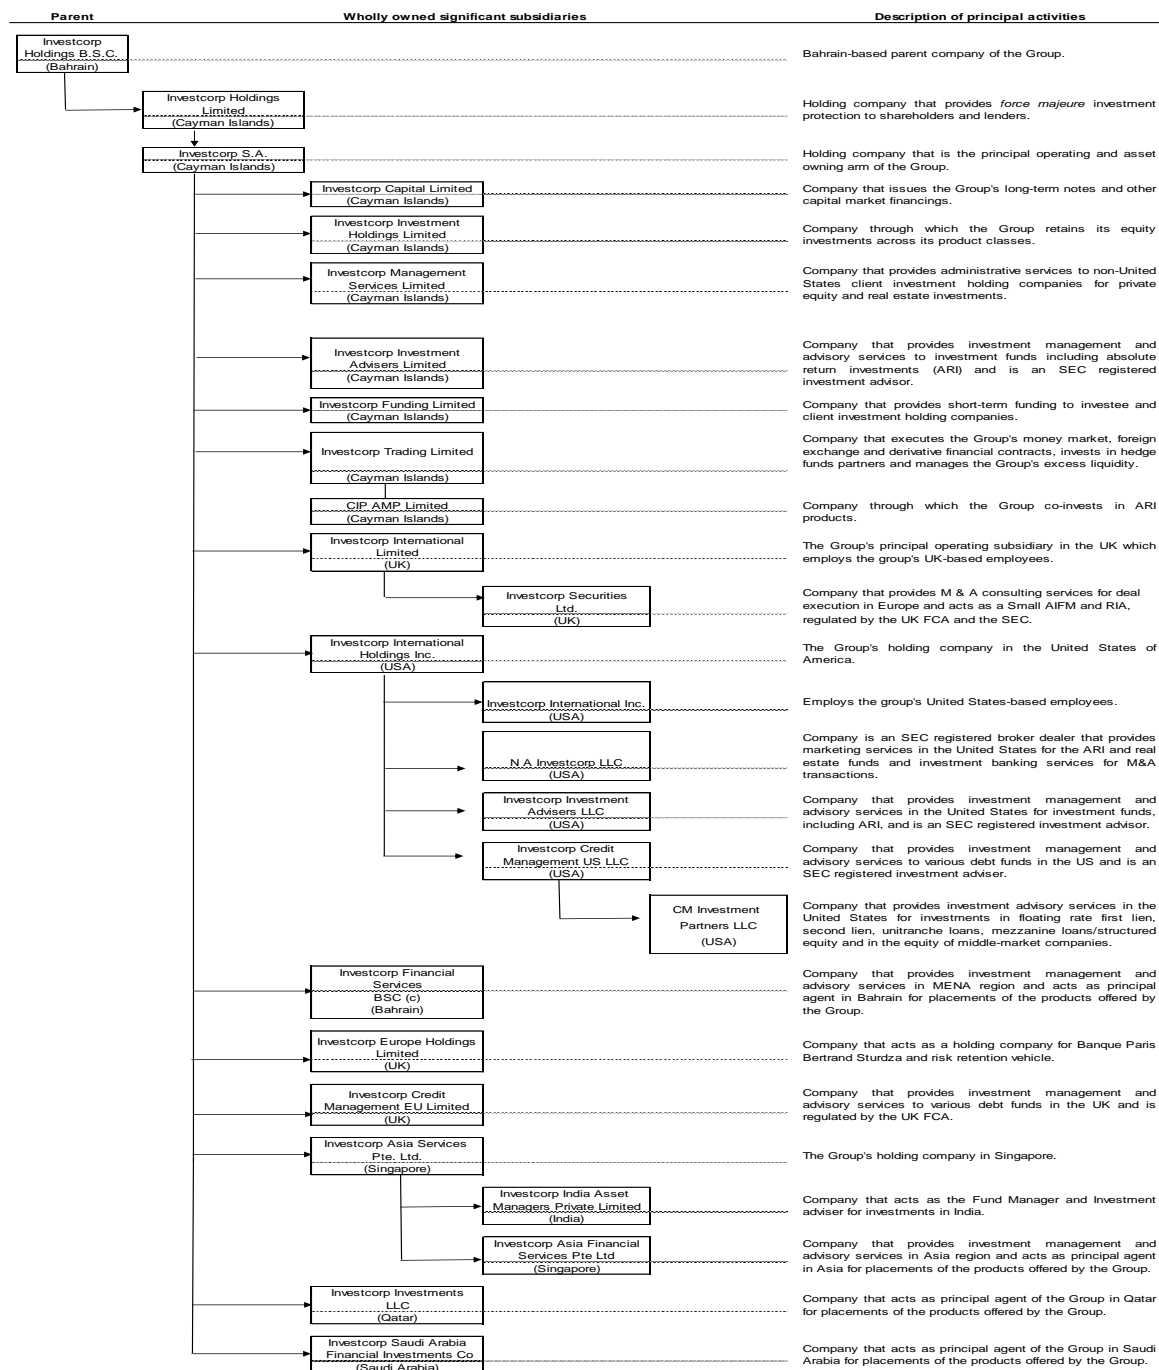 Parent Wholly owned significant subsidiaries Description of principal activities
Investcorp
Holdings B.S.C.
(Bahrain)
Bahrain-based parent company of the Group.
Investcorp Holdings
Limited
(Cayman Islands)
Holding company that provides force majeure investment
protection to shareholders and lenders.
Investcorp S.A.
(Cayman Islands)
Holding company that is the principal operating and asset
owning arm of the Group.
Investcorp Capital Limited
(Cayman Islands)
Company that issues the Group's long-term notes and other
capital market financings.
Investcorp Investment
Holdings Limited
(Cayman Islands)
Company through which the Group retains its equity
investments across its product classes.
Investcorp Management
Services Limited
(Cayman Islands)
Company that provides administrative services to non-United
States client investment holding companies for private
equity and real estate investments.
Investcorp Investment
Advisers Limited
(Cayman Islands)
Company that provides investment management and
advisory services to investment funds including absolute
return investments (ARI) and is an SEC registered
investment advisor.
Investcorp Funding Limited
(Cayman Islands)
Company that provides short-term funding to investee and
client investment holding companies.
Investcorp Trading Limited
(Cayman Islands)
Company that executes the Group's money market, foreign
exchange and derivative financial contracts, invests in hedge
funds partners and manages the Group's excess liquidity.
CIP AMP Limited
(Cayman Islands)
Company through which the Group co-invests in ARI
products.
Investcorp International
Limited
(UK)
The Group's principal operating subsidiary in the UK which
employs the group's UK-based employees.
Investcorp Securities
Ltd.
(UK)
Company that provides M & A consulting services for deal
execution in Europe and acts as a Small AIFM and RIA,
regulated by the UK FCA and the SEC.
Investcorp International
Holdings Inc.
(USA)
The Group's holding company in the United States of
America.
Investcorp International Inc.
(USA)
Employs the group's United States-based employees.
N A Investcorp LLC
(USA)
Company is an SEC registered broker dealer that provides
marketing services in the United States for the ARI and real
estate funds and investment banking services for M&A
transactions.
Investcorp Investment
Advisers LLC
(USA)
Company that provides investment management and
advisory services in the United States for investment funds,
including ARI, and is an SEC registered investment advisor.
Investcorp Credit
Management US LLC
(USA)
Company that provides investment management and
advisory services to various debt funds in the US and is an
SEC registered investment adviser.
CM Investment
Partners LLC
(USA)
Company that provides investment advisory services in the
United States for investments in floating rate first lien,
second lien, unitranche loans, mezzanine loans/structured
equity and in the equity of middle-market companies.
Investcorp Financial
Services
BSC (c)
(Bahrain)
Company that provides investment management and
advisory services in MENA region and acts as principal
agent in Bahrain for placements of the products offered by
the Group.
Investcorp Europe Holdings
Limited
(UK)
Company that acts as a holding company for Banque Paris
Bertrand Sturdza and risk retention vehicle.
Investcorp Credit
Management EU Limited
(UK)
Company that provides investment management and
advisory services to various debt funds in the UK and is
regulated by the UK FCA.
Investcorp Asia Services
Pte. Ltd.
(Singapore)
The Group's holding company in Singapore.
Investcorp India Asset
Managers Private Limited
(India)
Company that acts as the Fund Manager and Investment
adviser for investments in India.
Investcorp Asia Financial
Services Pte Ltd
(Singapore)
Company that provides investment management and
advisory services in Asia region and acts as principal agent
in Asia for placements of the products offered by the Group.
Investcorp Investments
LLC
(Qatar)
Company that acts as principal agent of the Group in Qatar
for placements of the products offered by the Group.
Investcorp Saudi Arabia
Financial Investments Co
(Saudi Arabia)
Company that acts as principal agent of the Group in Saudi
Arabia for placements of the products offered by the Group.